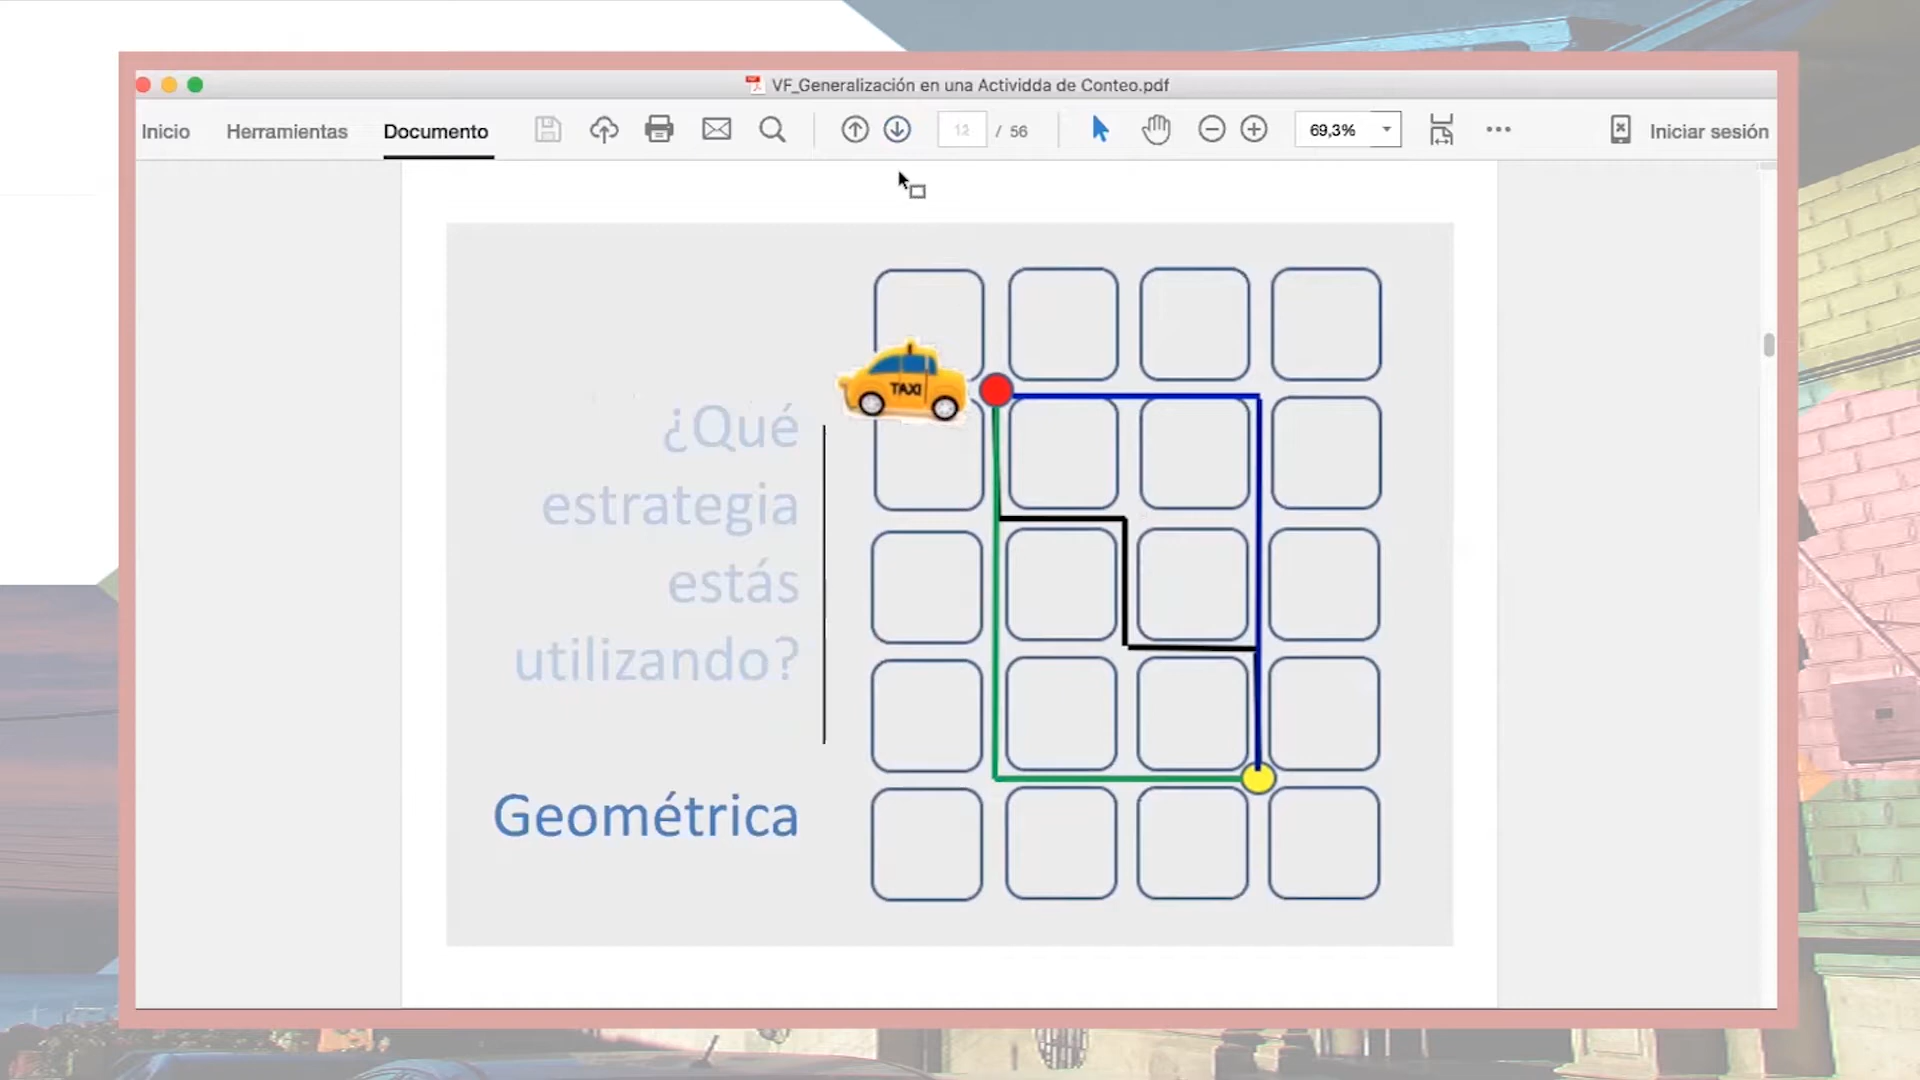 VF_Generalización en una Actividda de Conteo.pdf
Inicio
Herramientas
Documento
12 / 56
69,3%
Iniciar sesión
TAXI
¿Qué
estrategia
estás
utilizando?
Geométrica